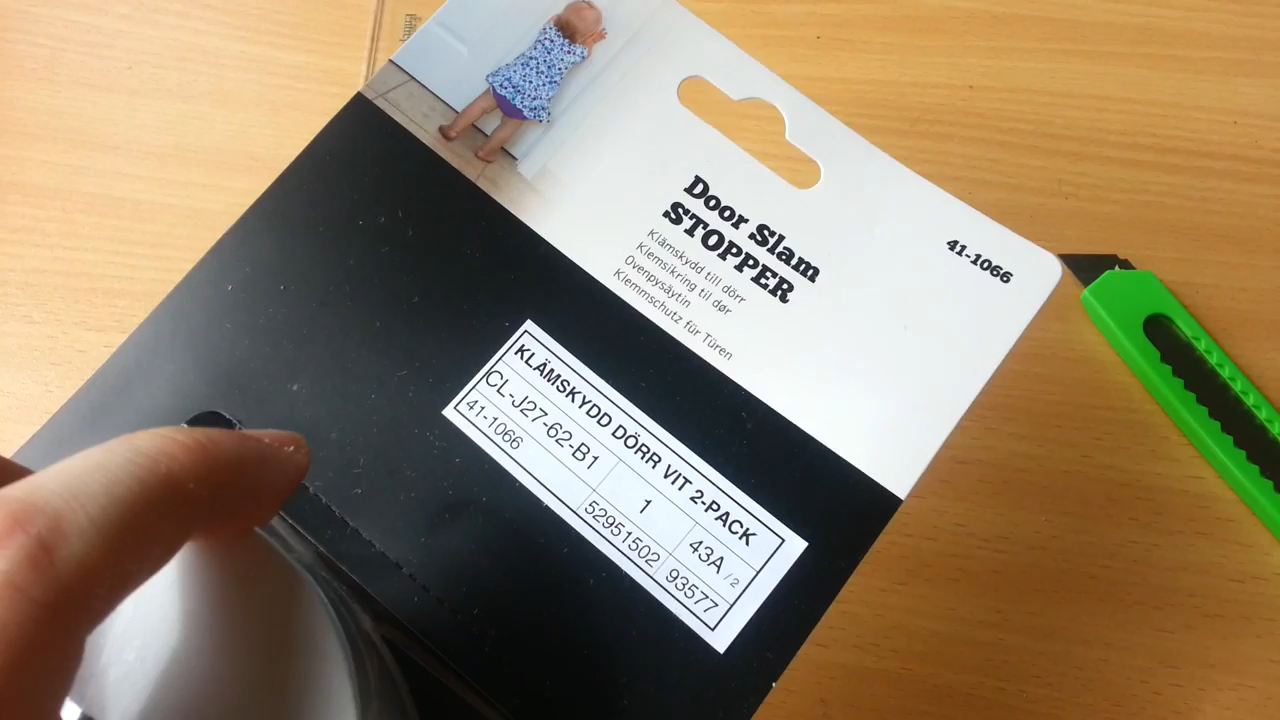 Door Slam
STOPPER
41-1066
Klämskydd till dörr
Klemsikring til dør
Ovenpysäytin
Klemmschutz für Türen
KLÄMSKYDD DÖRR VIT 2-PACK
CL-J27-62-B1 1 43A /2
41-1066 52951502 93577